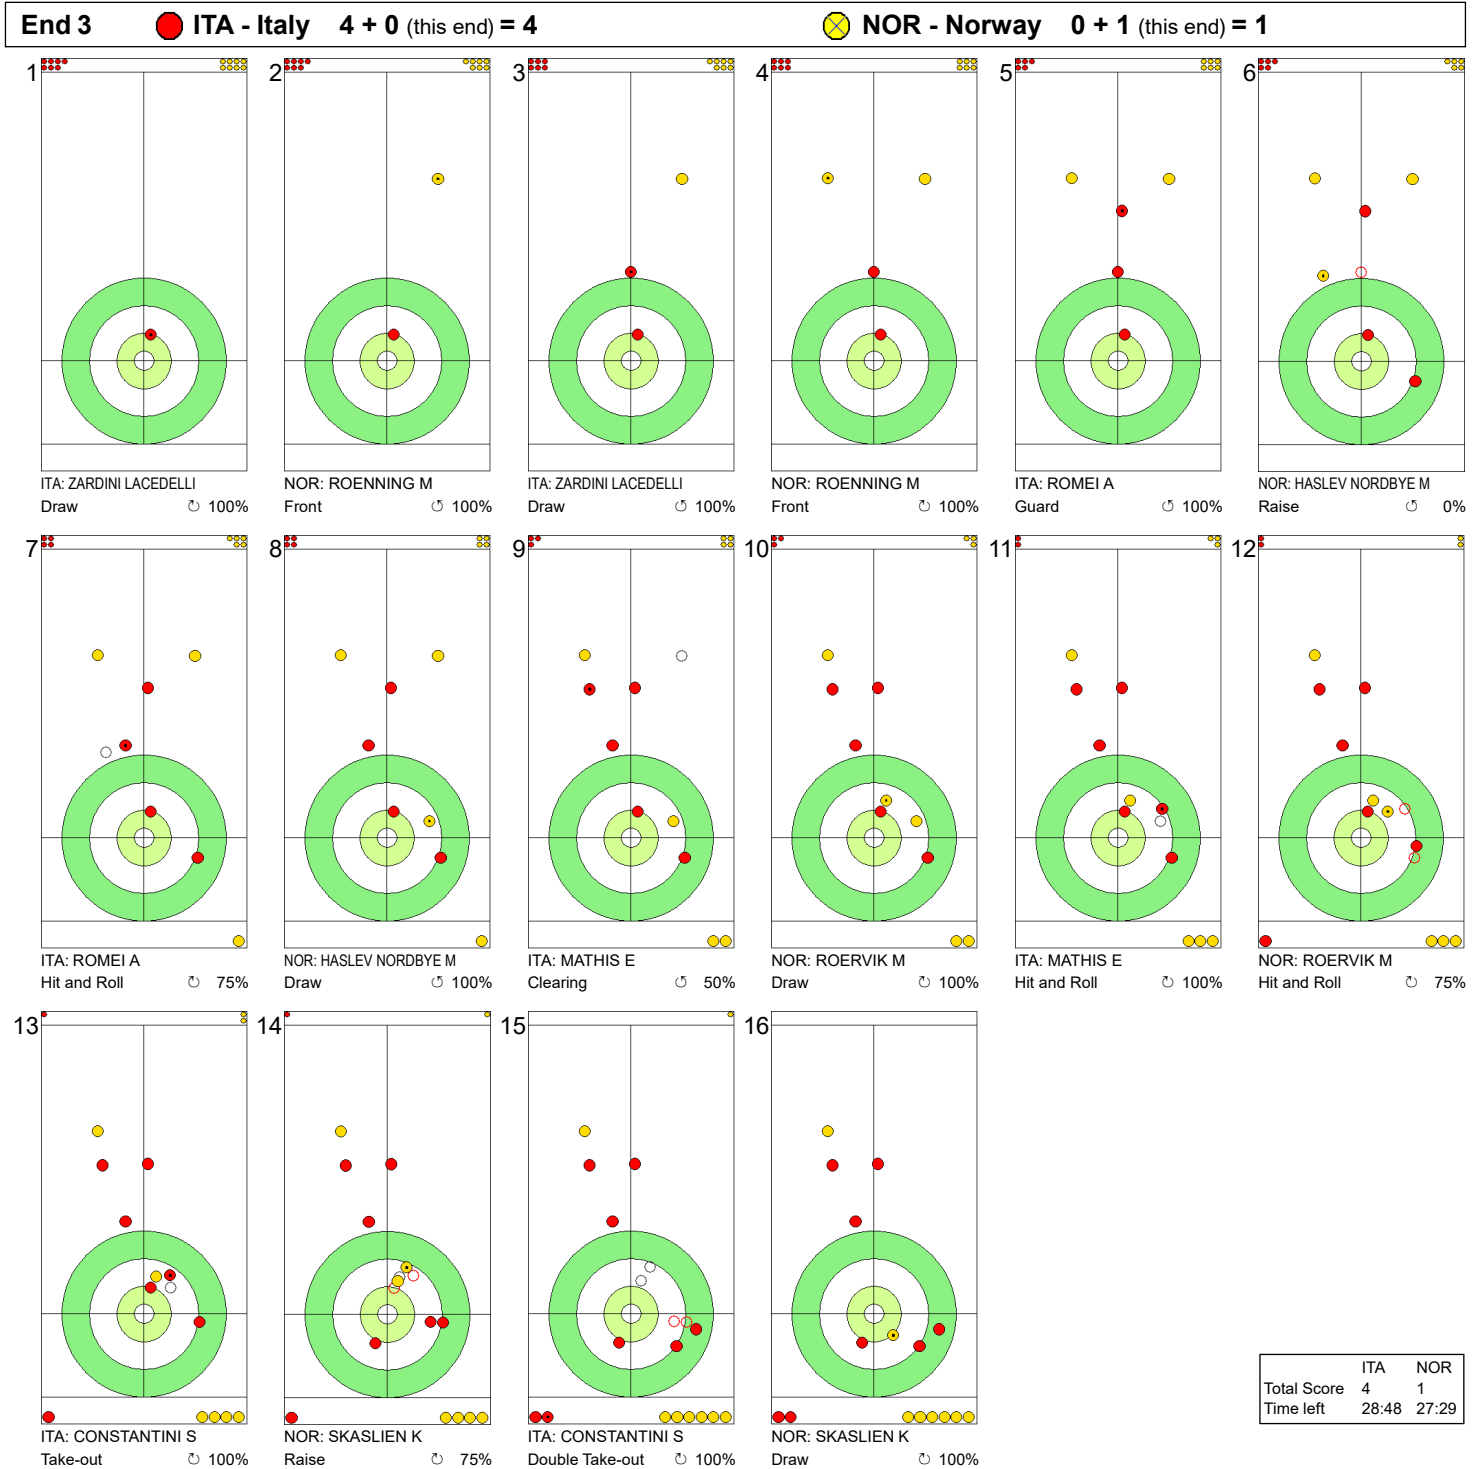 End 3 ITA - Italy 4 + 0 (this end) = 4 NOR - Norway 0 + 1 (this end) = 1
1 2 3 4 5 6
ITA: ZARDINI LACEDELLI NOR: ROENNING M ITA: ZARDINI LACEDELLI NOR: ROENNING M ITA: ROMEI A NOR: HASLEV NORDBYE M
Draw ↻ 100% Front ↺ 100% Draw ↺ 100% Front ↺ 100% Guard ↺ 100% Raise ↺ 0%
7 8 9 10 11 12
ITA: ROMEI A NOR: HASLEV NORDBYE M ITA: MATHIS E NOR: ROERVIK M ITA: MATHIS E NOR: ROERVIK M
Hit and Roll ↻ 75% Draw ↻ 100% Clearing ↺ 50% Draw ↻ 100% Hit and Roll ↻ 100% Hit and Roll ↻ 75%
13 14 15 16
ITA: CONSTANTINI S NOR: SKASLIEN K ITA: CONSTANTINI S NOR: SKASLIEN K
Take-out ↻ 100% Raise ↻ 75% Double Take-out ↻ 100% Draw ↻ 100%
ITA NOR
Total Score 4 1
Time left 28:48 27:29